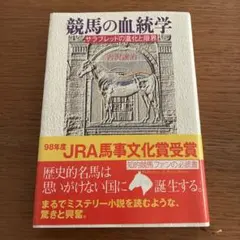 競馬の血統学
サラブレッドの進化と限界
吉沢譲治
98年度
JRA馬事文化賞受賞
知的競馬ファンの必読書
歴史的名馬は
思いがけない国に
誕生する。
まるでミステリー小説を読むような、
驚きと興奮。